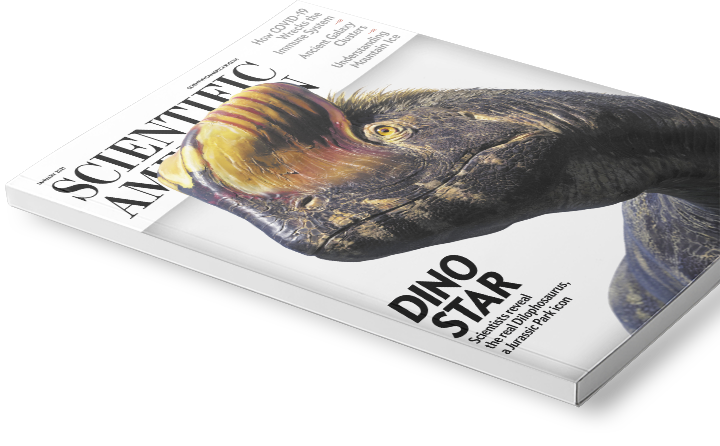 How COVID-19
Wrecks the
Immune System
Ancient Galaxy
Clusters
Understanding
Mountain Ice
SCIENTIFIC
DINO
STAR
Scientists reveal
the real Dilophosaurus,
a Jurassic Park icon